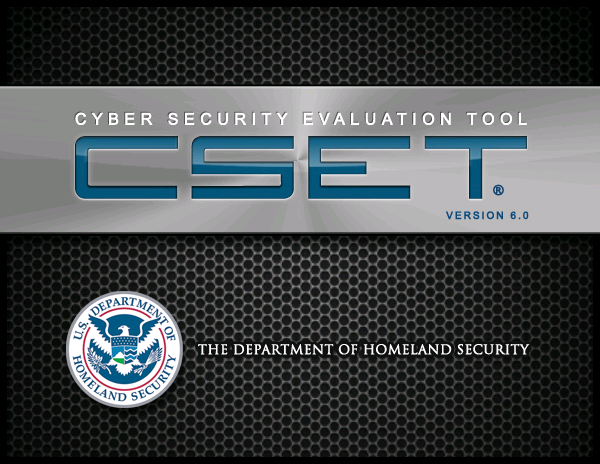 CYBER SECURITY EVALUATION TOOL
CSET®
VERSION 6.0
U.S. DEPARTMENT OF
HOMELAND SECURITY
THE DEPARTMENT OF HOMELAND SECURITY